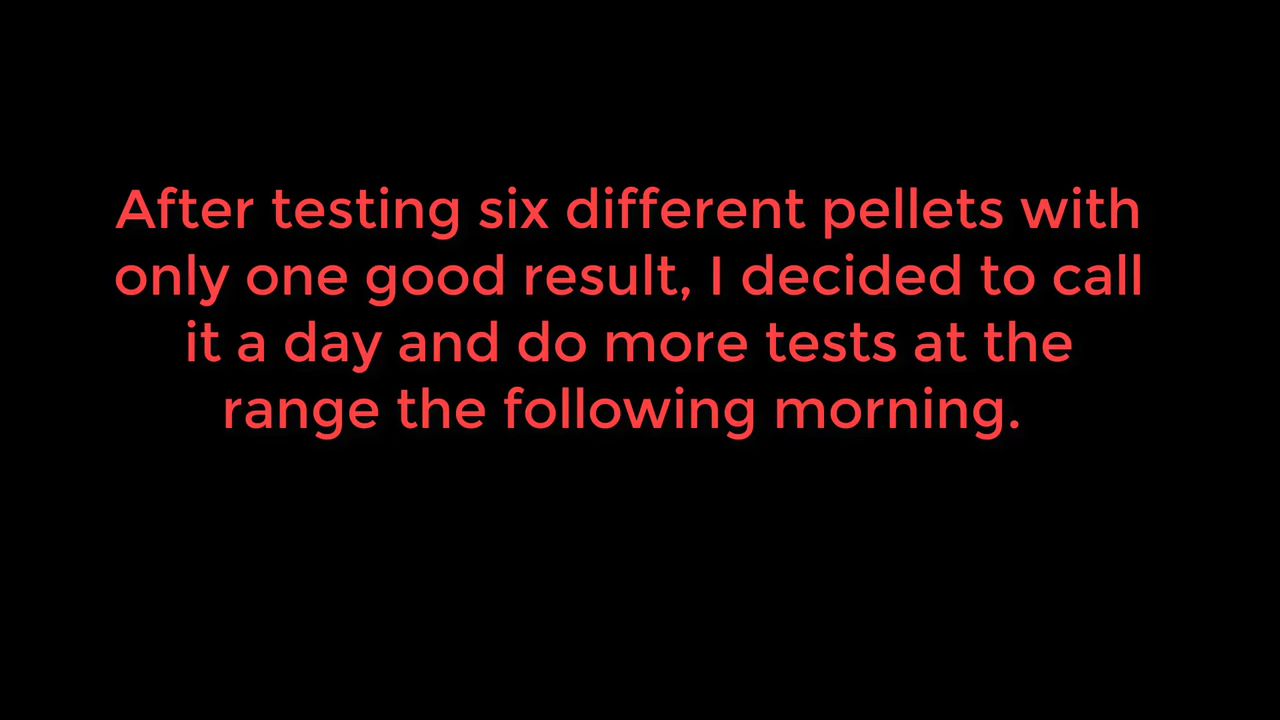 After testing six different pellets with
only one good result, I decided to call
it a day and do more tests at the
range the following morning.